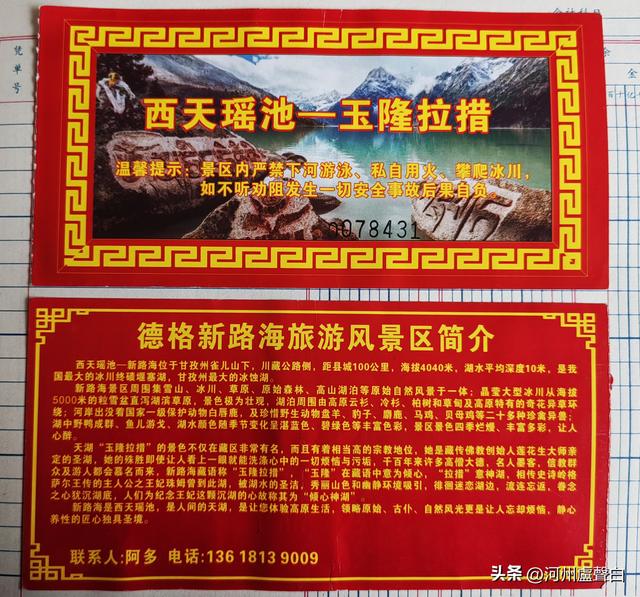 凭单号
西天瑶池—玉隆拉措
温馨提示：景区内严禁下河游泳、私自用火、攀爬冰川，
如不听劝阻发生一切安全事故后果自负。
0078431
德格新路海旅游风景区简介
西天瑶池—新路海位于甘孜州雀儿山下，川藏公路侧，距县城100公里，海拔4040米，湖水平均深度10米，是我
国最大的冰川终碛堰塞湖，甘孜州最大的冰蚀湖。
新路海景区周围集雪山、冰川、草原、原始森林、高山湖泊等原始自然风景于一体；晶莹大型冰川从海拔
5000米的粒雪盆直泻湖滨草原，景色极为壮观，湖泊周围由高原云杉、冷杉、柏树和草甸及高原特有的奇花异草环
绕；河岸出没着国家一级保护动物白唇鹿，及珍惜野生动物盘羊、豹子、麝鹿、马鸡、贝母鸡等二十多种珍禽异兽；
湖中野鸭成群、鱼儿游弋、湖水颜色随季节变化呈湛蓝色、碧绿色等丰富色彩，景区景色四季烂熳、丰富多彩，让人
心醉。
天湖“玉隆拉措”的景色不仅在藏区非常有名，而且有着相当高的宗教地位，她是藏传佛教创始人莲花生大师亲
定的圣湖，她的殊胜即使让人看上一眼就能洗涤心中的一切烦恼与污垢，千百年来许多高僧大德，名人墨客，信教群
众及游人都会慕名而来，新路海藏语称“玉隆拉措”，“玉隆”在藏语中意为倾心，“拉措”意神湖，相传史诗岭格
萨尔王传的主人公之王妃珠姆曾到此湖，被湖水的圣洁，秀丽山色和幽静环境吸引，徘徊迷恋湖边，流连忘返，眷念
之心犹沉湖底，人们为纪念王妃这颗沉湖的心故称其为“倾心神湖”。
新路海是西天瑶池，是人间的天湖，是让您体验高原生活，领略原始、古仆、自然风光更是让人忘却烦恼，静心
养性的匠心独具圣境。
联系人:阿多 电话:136 1813 9009
头条 @河州盧聲白